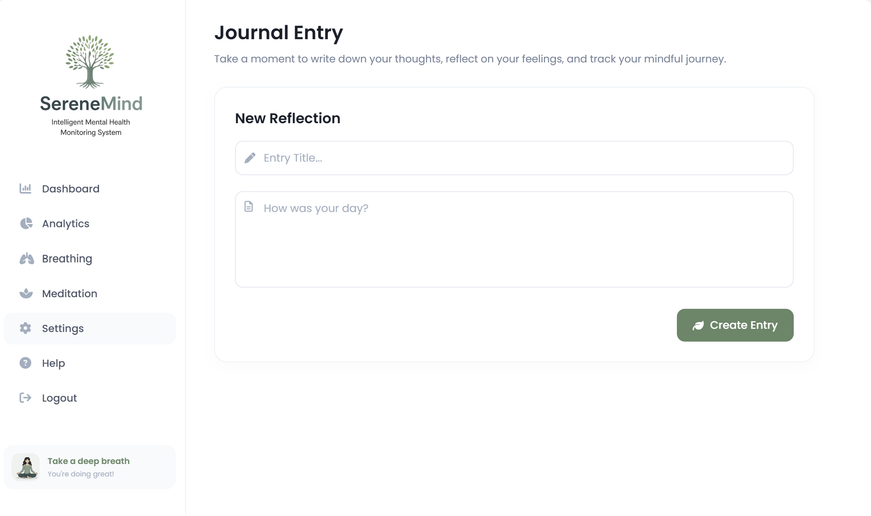 SereneMind
Intelligent Mental Health
Monitoring System
Dashboard
Analytics
Breathing
Meditation
Settings
Help
Logout
Take a deep breath
You're doing great!
Journal Entry
Take a moment to write down your thoughts, reflect on your feelings, and track your mindful journey.
New Reflection
Entry Title...
How was your day?
Create Entry